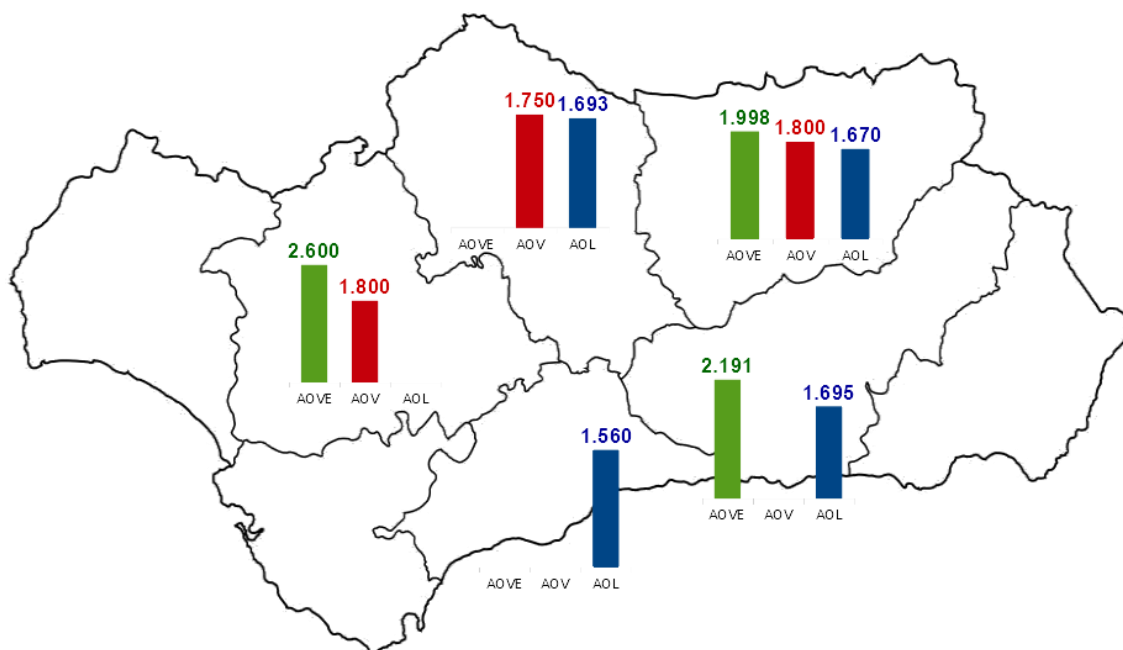 1.750 1.693
AOVE AOV AOL
1.998 1.800 1.670
AOVE AOV AOL
2.600 1.800
AOVE AOV AOL
2.191 1.695
AOVE AOV AOL
1.560
AOVE AOV AOL